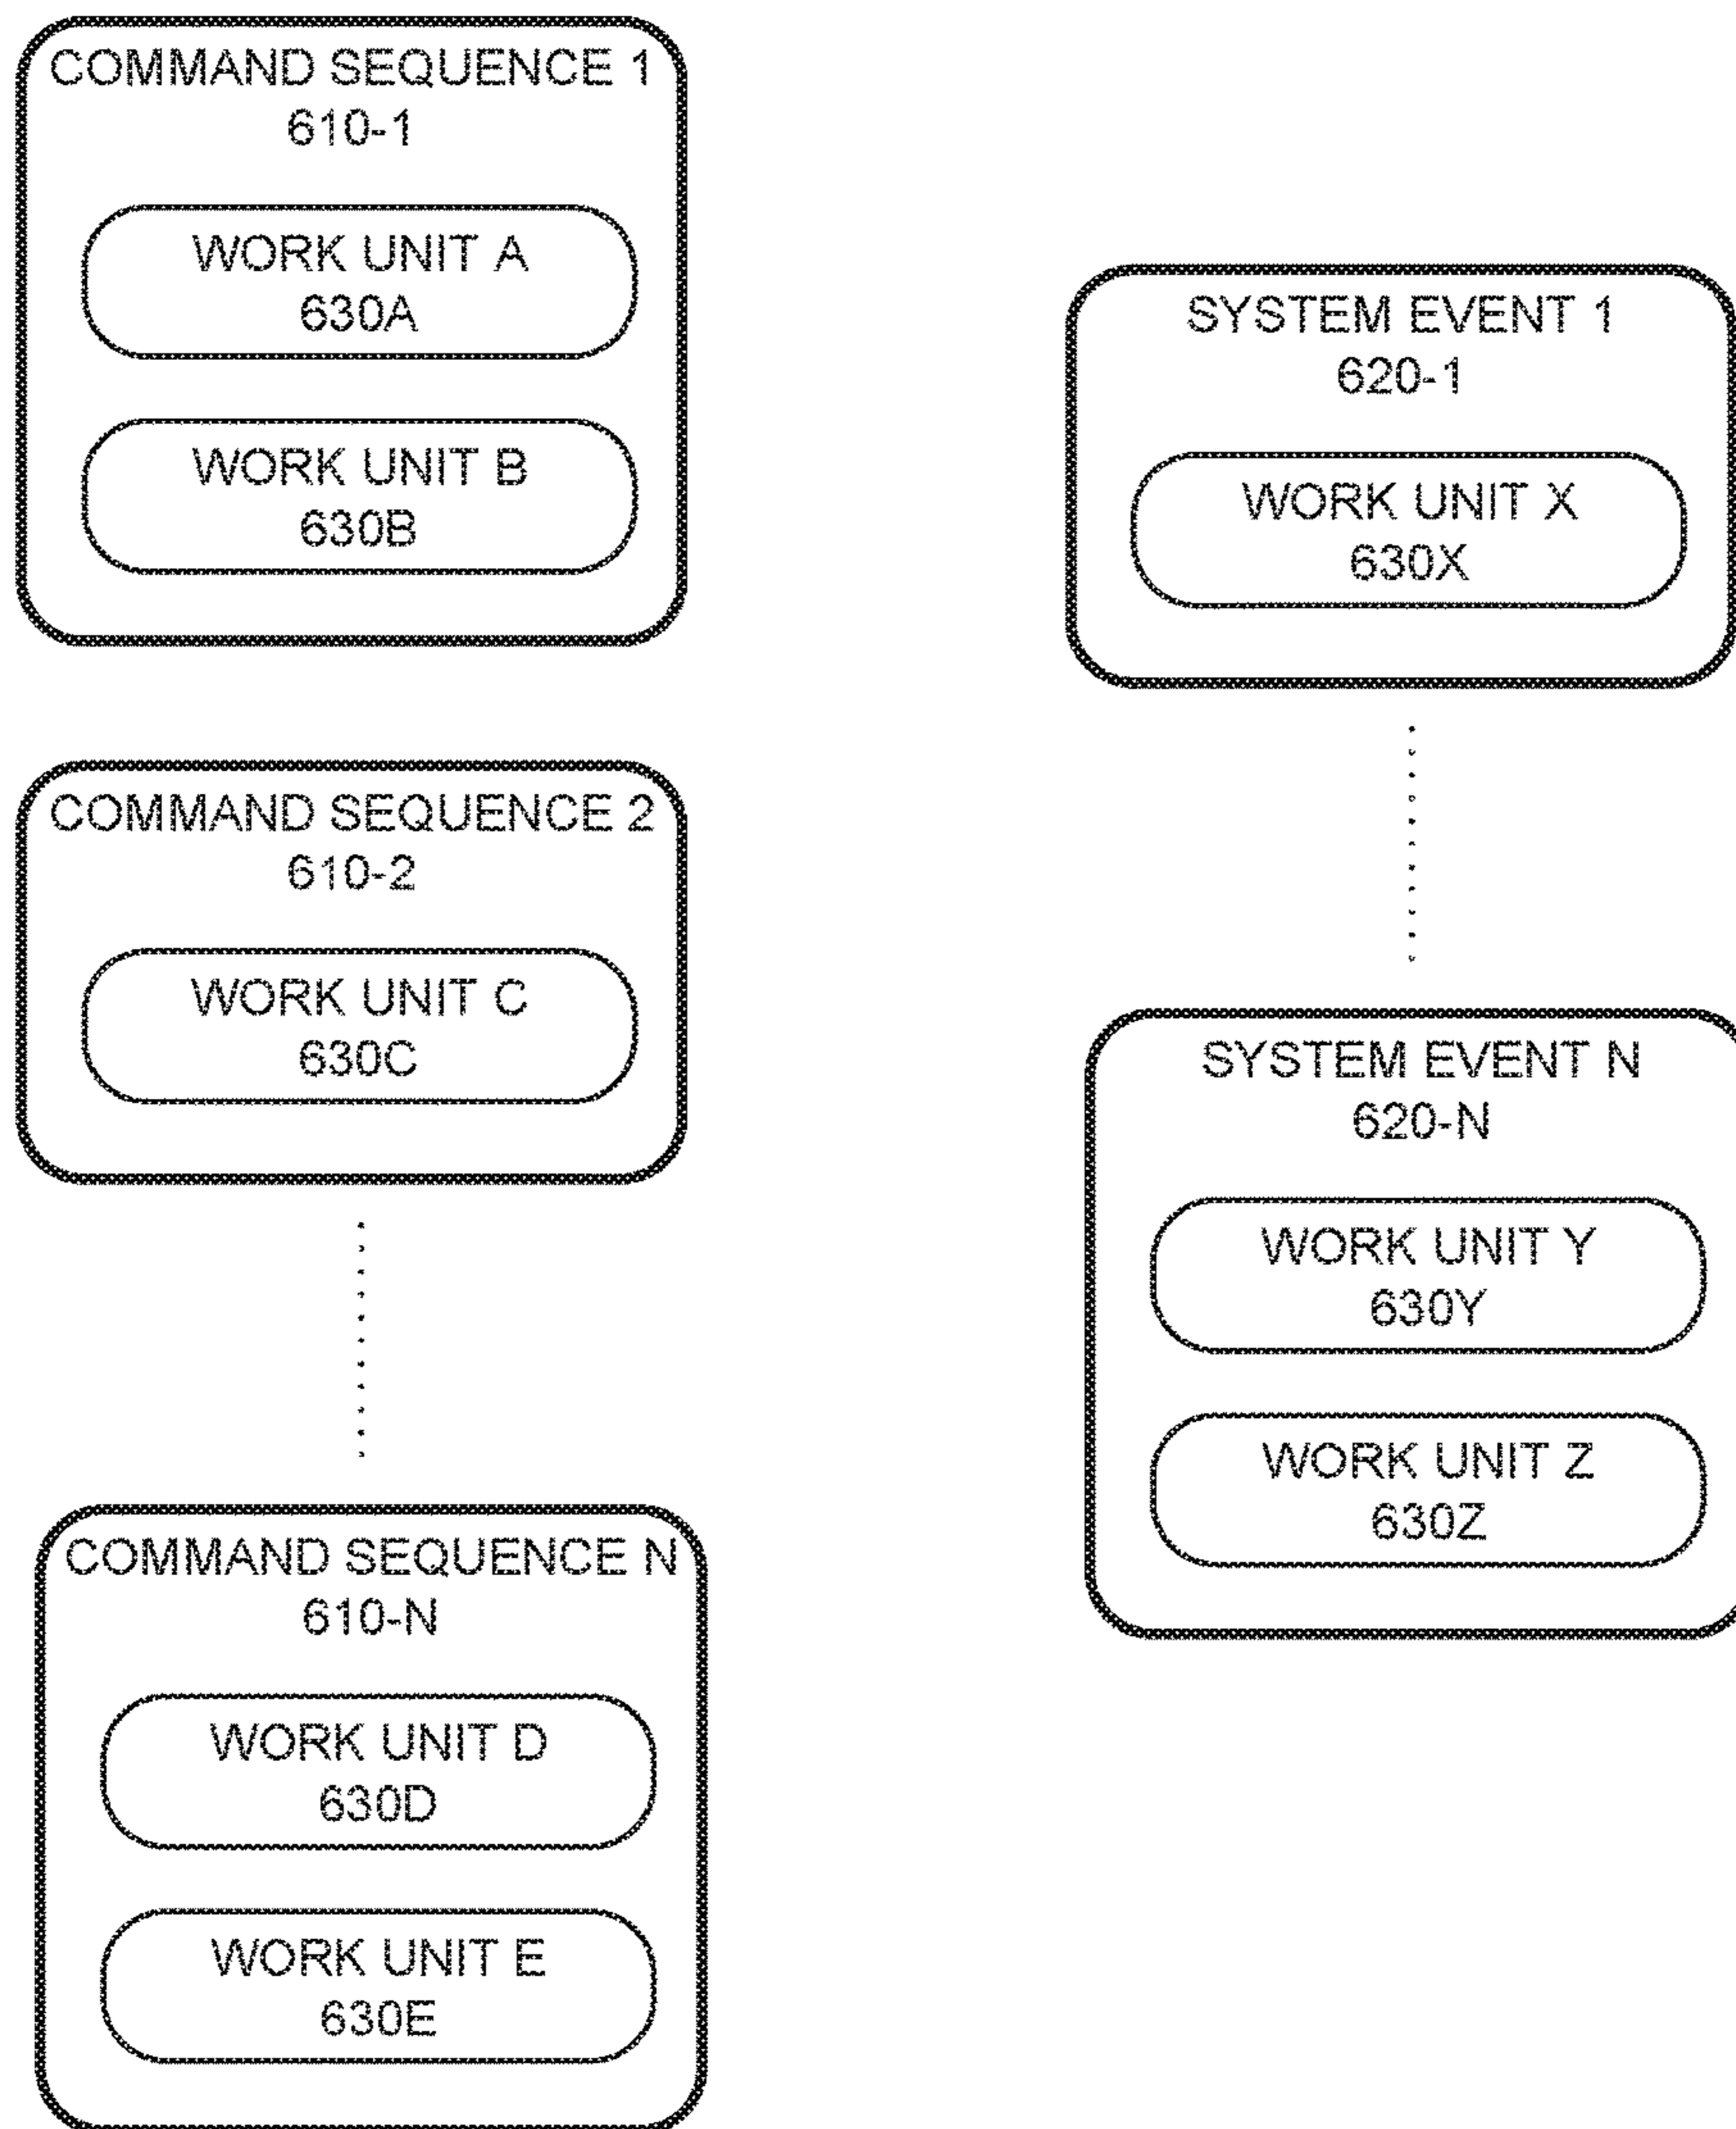 COMMAND SEQUENCE 1
610-1
WORK UNIT A
630A
WORK UNIT B
630B
COMMAND SEQUENCE 2
610-2
WORK UNIT C
630C
COMMAND SEQUENCE N
610-N
WORK UNIT D
630D
WORK UNIT E
630E
SYSTEM EVENT 1
620-1
WORK UNIT X
630X
SYSTEM EVENT N
620-N
WORK UNIT Y
630Y
WORK UNIT Z
630Z